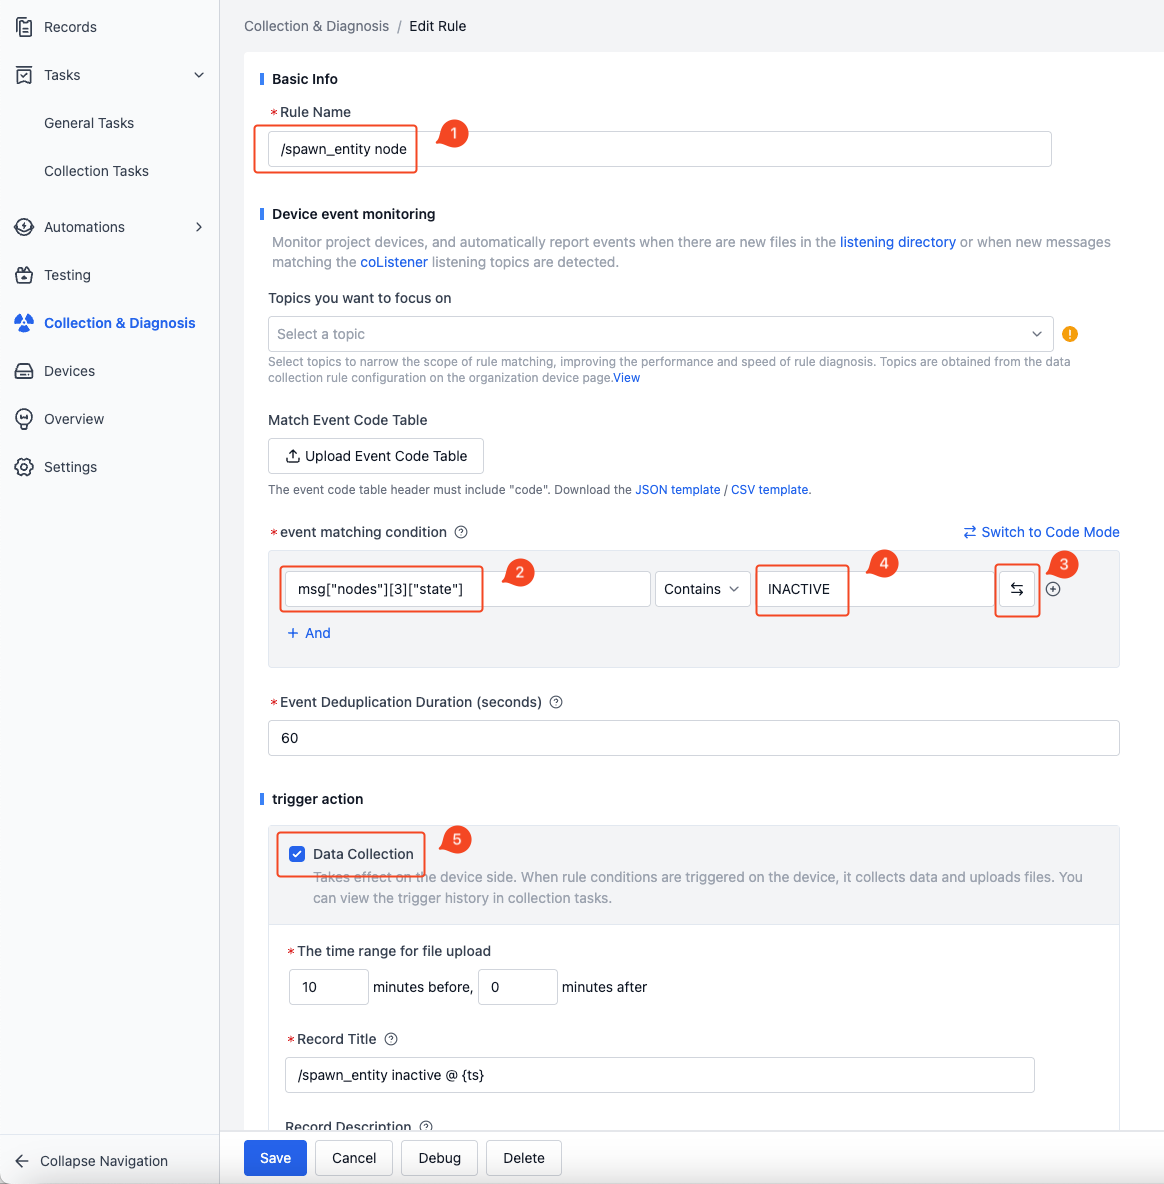 Records
Tasks
General Tasks
Collection Tasks
Automations
Testing
Collection & Diagnosis
Devices
Overview
Settings
Collapse Navigation
Collection & Diagnosis / Edit Rule
Basic Info
* Rule Name
1
/spawn_entity node
Device event monitoring
Monitor project devices, and automatically report events when there are new files in the listening directory or when new messages
matching the coListener listening topics are detected.
Topics you want to focus on
Select a topic
Select topics to narrow the scope of rule matching, improving the performance and speed of rule diagnosis. Topics are obtained from the data
collection rule configuration on the organization device page.View
Match Event Code Table
Upload Event Code Table
The event code table header must include "code". Download the JSON template / CSV template.
* event matching condition
Switch to Code Mode
2
4
3
msg["nodes"][3]["state"] Contains INACTIVE
+ And
* Event Deduplication Duration (seconds)
60
trigger action
5
Data Collection
Takes effect on the device side. When rule conditions are triggered on the device, it collects data and uploads files. You
can view the trigger history in collection tasks.
* The time range for file upload
10 minutes before, 0 minutes after
* Record Title
/spawn_entity inactive @ {ts}
Record Description
Save Cancel Debug Delete